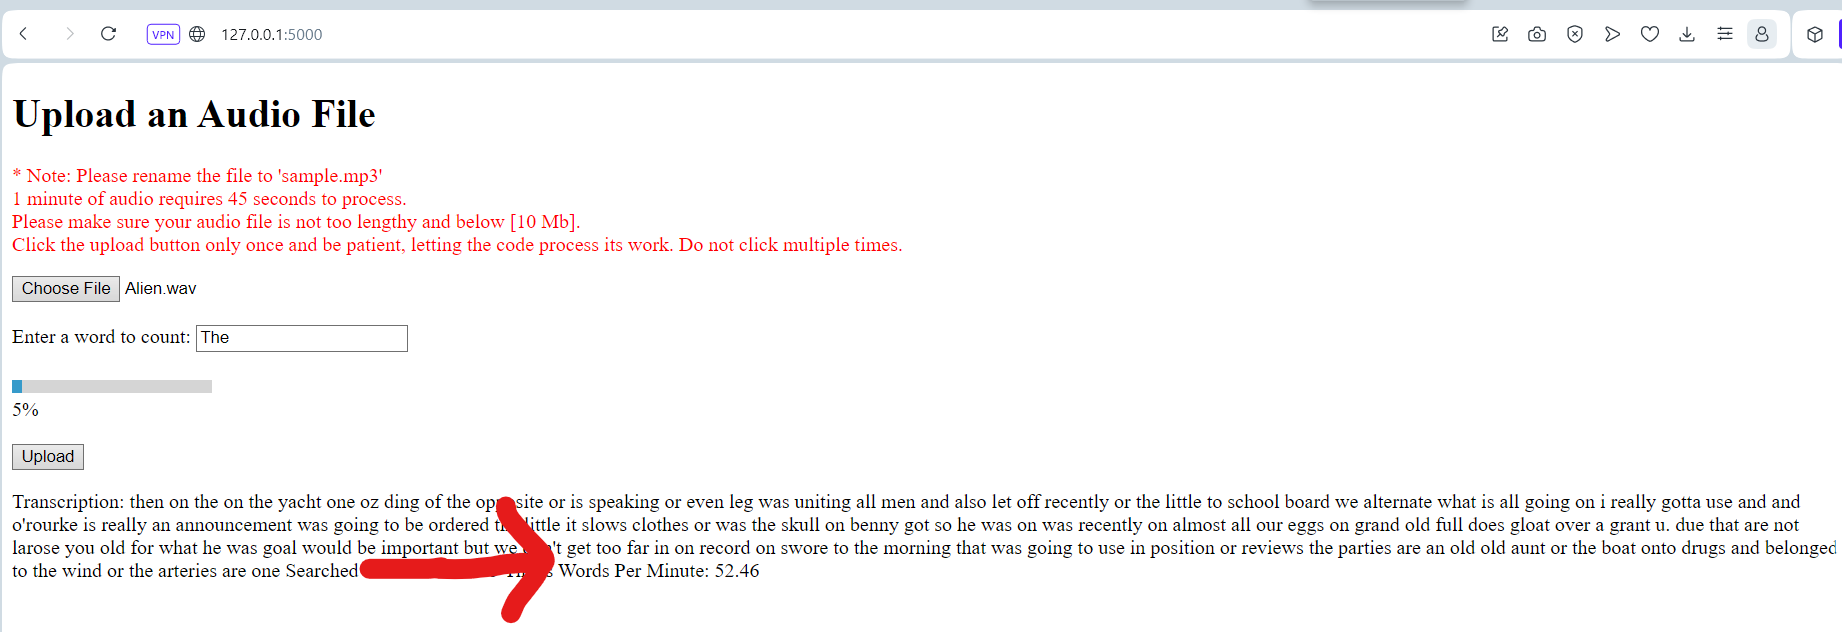 VPN 127.0.0.1:5000
Upload an Audio File
* Note: Please rename the file to 'sample.mp3'
1 minute of audio requires 45 seconds to process.
Please make sure your audio file is not too lengthy and below [10 Mb].
Click the upload button only once and be patient, letting the code process its work. Do not click multiple times.
Choose File Alien.wav
Enter a word to count: The
5%
Upload
Transcription: then on the on the yacht one oz ding of the opposite or is speaking or even leg was uniting all men and also let off recently or the little to school board we alternate what is all going on i really gotta use and and
o'rourke is really an announcement was going to be ordered little it slows clothes or was the skull on benny got so he was on was recently on almost all our eggs on grand old full does gloat over a grant u. due that are not
larose you old for what he was goal would be important but we get too far in on record on swore to the morning that was going to use in position or reviews the parties are an old old aunt or the boat onto drugs and belonged
to the wind or the arteries are one Searched Words Per Minute: 52.46